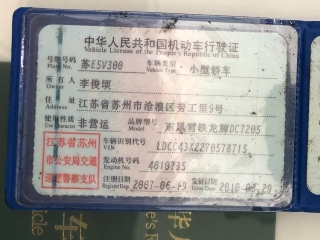 中华人民共和国机动车行驶证
Vehicle License of the People's Republic of China
号牌号码 苏E5V300 车辆类型 小型轿车
Plate No. Vehicle Type
所有人 李俊颂
Owner
住址 江苏省苏州市沧浪区劳工里9号
Address
使用性质 非营运 品牌型号 东风雪铁龙牌DC7205
Use Character Model
江苏省苏州 车辆识别代号 LDCC43X2270578715
VIN
市公安局交通 发动机号码 4010735
Engine No.
巡逻警察支队 注册日期 2007-06-19 发证日期 2010-09-29
Register Date Issue Date